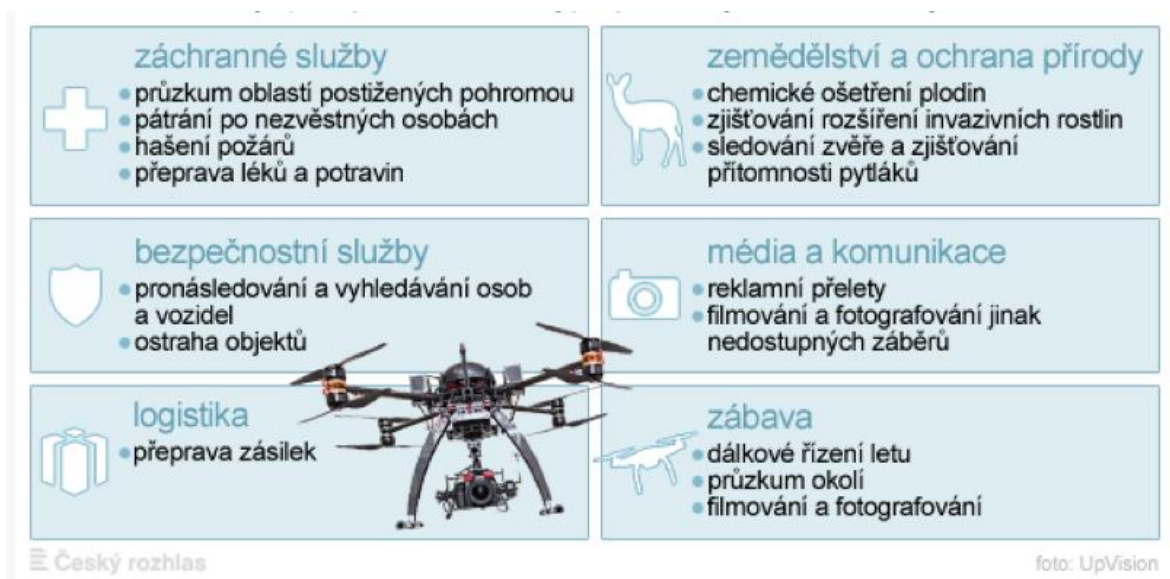 záchranné služby
průzkum oblastí postižených pohromou
pátrání po nezvěstných osobách
hašení požárů
přeprava léků a potravin
zemědělství a ochrana přírody
chemické ošetření plodin
zjišťování rozšíření invazivních rostlin
sledování zvěře a zjišťování
přítomnosti pytláků
bezpečnostní služby
pronásledování a vyhledávání osob
a vozidel
ostraha objektů
média a komunikace
reklamní přelety
filmování a fotografování jinak
nedostupných záběrů
logistika
přeprava zásilek
zábava
dálkové řízení letu
průzkum okolí
filmování a fotografování
Český rozhlas
foto: UpVision